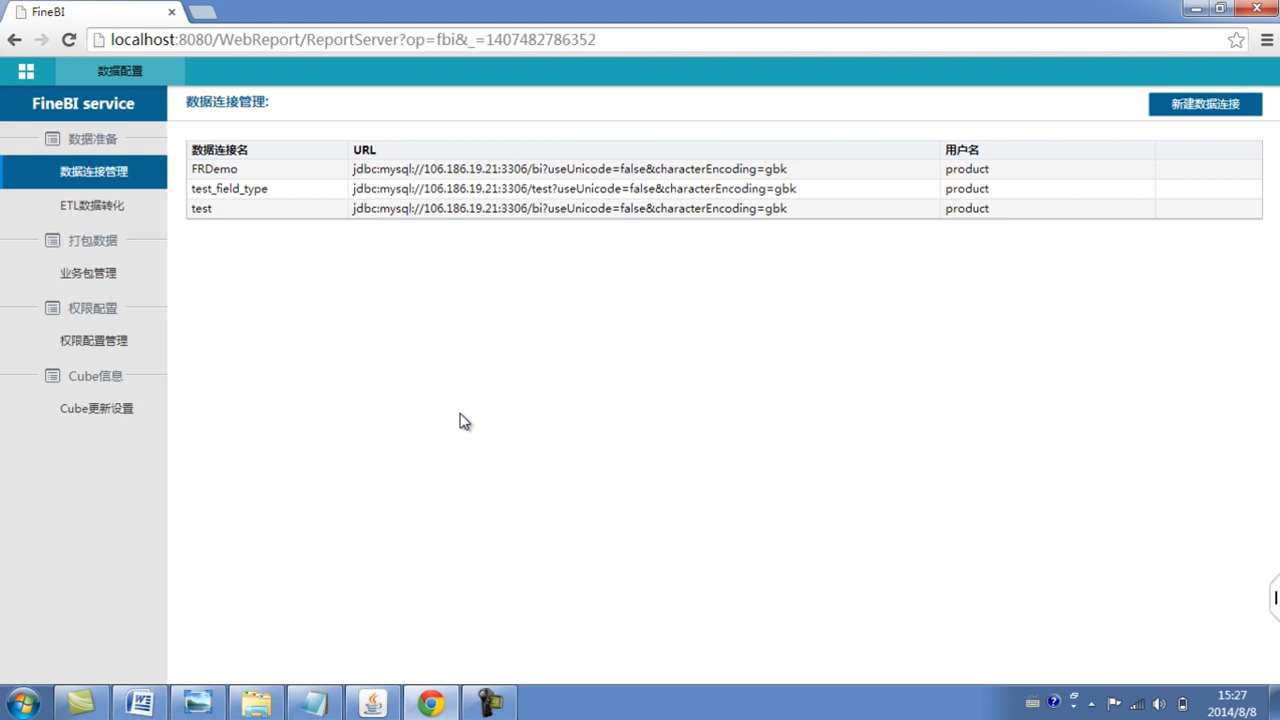 FineBI
localhost:8080/WebReport/ReportServer?op=fbi&_=1407482786352
数据配置
FineBI service
数据准备
数据连接管理
ETL数据转化
打包数据
业务包管理
权限配置
权限配置管理
Cube信息
Cube更新设置
数据连接管理:
新建数据连接
数据连接名 URL 用户名
FRDemo jdbc:mysql://106.186.19.21:3306/bi?useUnicode=false&characterEncoding=gbk product
test_field_type jdbc:mysql://106.186.19.21:3306/test?useUnicode=false&characterEncoding=gbk product
test jdbc:mysql://106.186.19.21:3306/bi?useUnicode=false&characterEncoding=gbk product
15:27
2014/8/8